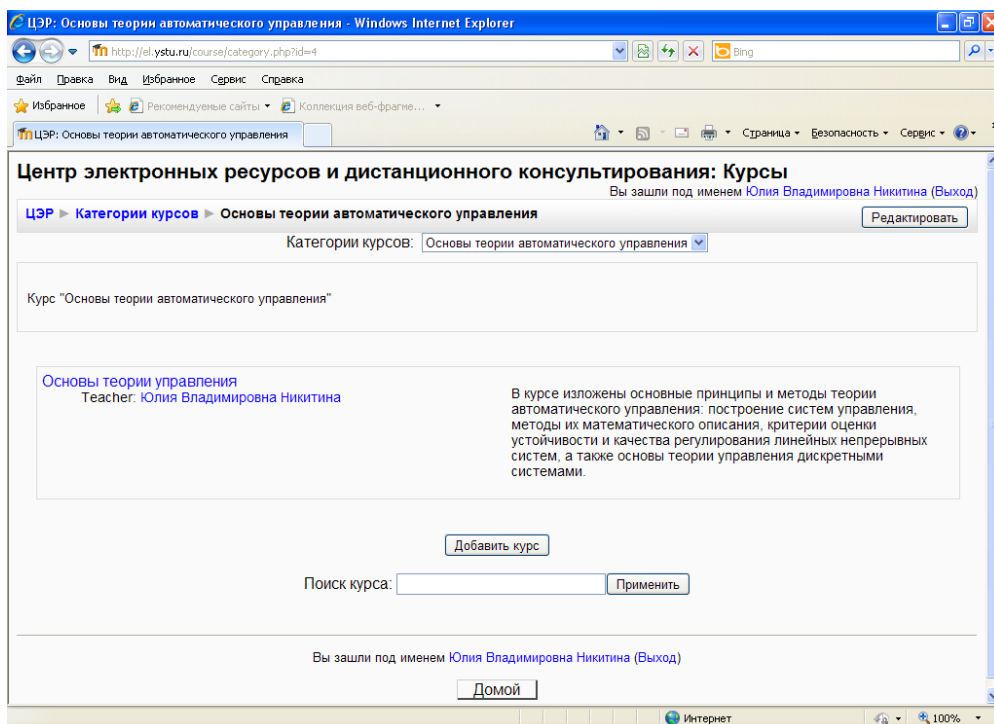 ЦЭР: Основы теории автоматического управления - Windows Internet Explorer
http://el.ystu.ru/course/category.php?id=4
Bing
Файл Правка Вид Избранное Сервис Справка
Избранное Рекомендуемые сайты Коллекция веб-фрагме...
ЦЭР: Основы теории автоматического управления
Страница Безопасность Сервис
Центр электронных ресурсов и дистанционного консультирования: Курсы
Вы зашли под именем Юлия Владимировна Никитина (Выход)
ЦЭР ► Категории курсов ► Основы теории автоматического управления
Редактировать
Категории курсов: Основы теории автоматического управления
Курс "Основы теории автоматического управления"
Основы теории управления
Teacher: Юлия Владимировна Никитина
В курсе изложены основные принципы и методы теории
автоматического управления: построение систем управления,
методы их математического описания, критерии оценки
устойчивости и качества регулирования линейных непрерывных
систем, а также основы теории управления дискретными
системами.
Добавить курс
Поиск курса: Применить
Вы зашли под именем Юлия Владимировна Никитина (Выход)
Домой
Интернет 100%